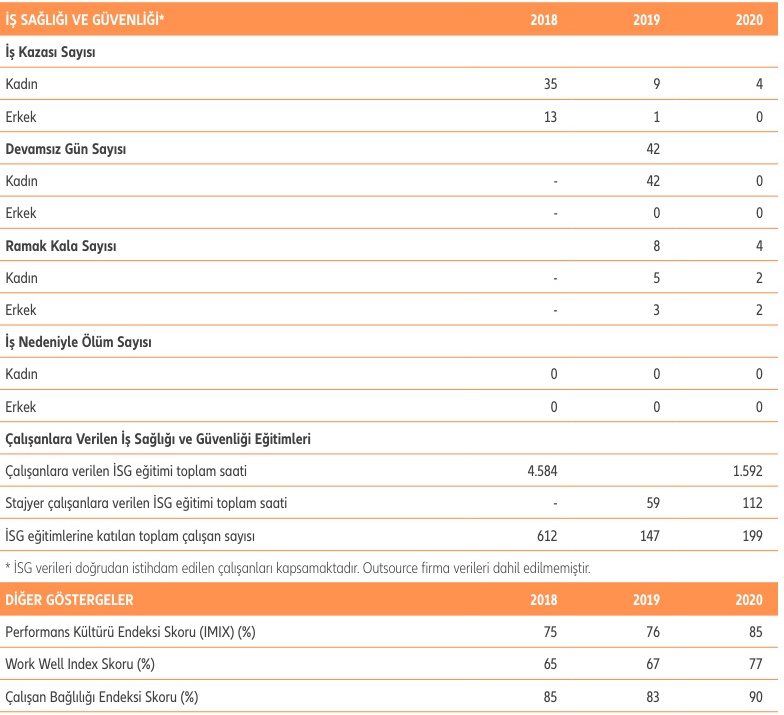 İŞ SAĞLIĞI VE GÜVENLİĞİ* 2018 2019 2020
İş Kazası Sayısı
Kadın 35 9 4
Erkek 13 1 0
Devamsız Gün Sayısı 42
Kadın - 42 0
Erkek - 0 0
Ramak Kala Sayısı 8 4
Kadın - 5 2
Erkek - 3 2
İş Nedeniyle Ölüm Sayısı
Kadın 0 0 0
Erkek 0 0 0
Çalışanlara Verilen İş Sağlığı ve Güvenliği Eğitimleri
Çalışanlara verilen İSG eğitimi toplam saati 4.584 1.592
Stajyer çalışanlara verilen İSG eğitimi toplam saati - 59 112
İSG eğitimlerine katılan toplam çalışan sayısı 612 147 199
* İSG verileri doğrudan istihdam edilen çalışanları kapsamaktadır. Outsource firma verileri dahil edilmemiştir.
DİĞER GÖSTERGELER 2018 2019 2020
Performans Kültürü Endeksi Skoru (IMIX) (%) 75 76 85
Work Well Index Skoru (%) 65 67 77
Çalışan Bağlılığı Endeksi Skoru (%) 85 83 90